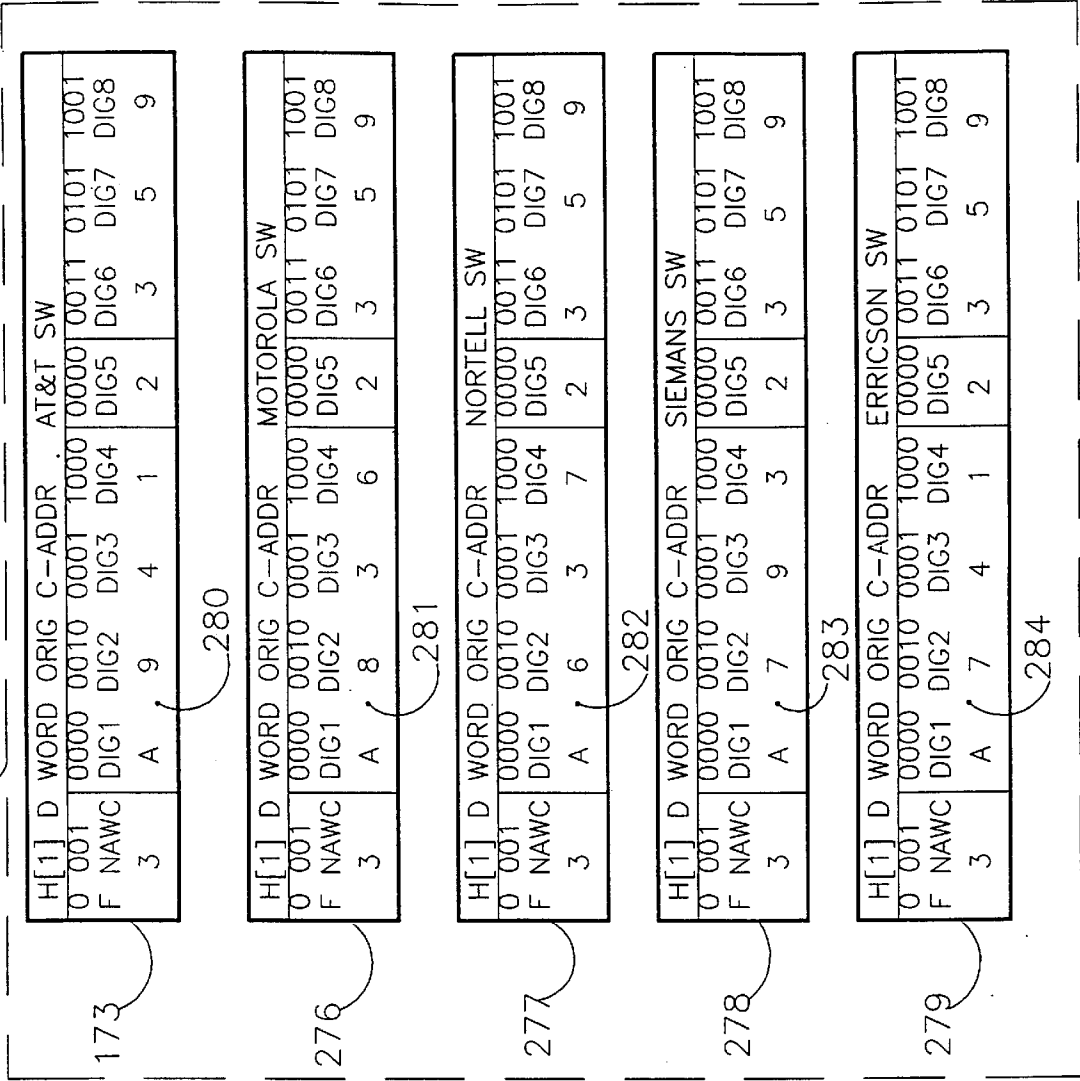 H[1] D WORD ORIG C-ADDR . AT&T SW
0 001 0000 0010 0001 1000 0000 0011 0101 1001
F NAWC DIG1 DIG2 DIG3 DIG4 DIG5 DIG6 DIG7 DIG8
3 A 9 4 1 2 3 5 9
173
280
H[1] D WORD ORIG C-ADDR MOTOROLA SW
0 001 0000 0010 0001 1000 0000 0011 0101 1001
F NAWC DIG1 DIG2 DIG3 DIG4 DIG5 DIG6 DIG7 DIG8
3 A 8 3 6 2 3 5 9
276
281
H[1] D WORD ORIG C-ADDR NORTELL SW
0 001 0000 0010 0001 1000 0000 0011 0101 1001
F NAWC DIG1 DIG2 DIG3 DIG4 DIG5 DIG6 DIG7 DIG8
3 A 6 3 7 2 3 5 9
277
282
H[1] D WORD ORIG C-ADDR SIEMANS SW
0 001 0000 0010 0001 1000 0000 0011 0101 1001
F NAWC DIG1 DIG2 DIG3 DIG4 DIG5 DIG6 DIG7 DIG8
3 A 7 9 3 2 3 5 9
278
283
H[1] D WORD ORIG C-ADDR ERRICSON SW
0 001 0000 0010 0001 1000 0000 0011 0101 1001
F NAWC DIG1 DIG2 DIG3 DIG4 DIG5 DIG6 DIG7 DIG8
3 A 7 4 1 2 3 5 9
279
284